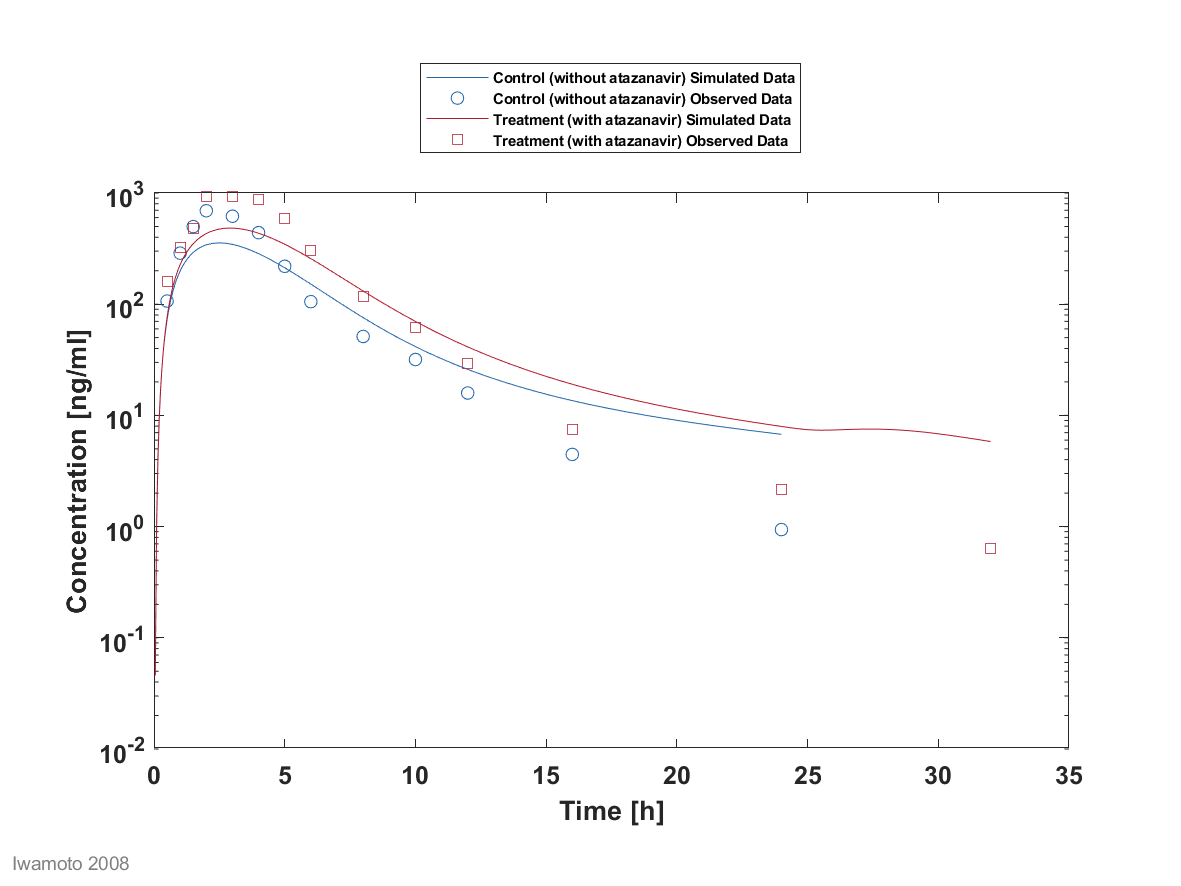 Control (without atazanavir) Simulated Data
Control (without atazanavir) Observed Data
Treatment (with atazanavir) Simulated Data
Treatment (with atazanavir) Observed Data
10^3
10^2
10^1
10^0
10^-1
10^-2
Concentration [ng/ml]
0 5 10 15 20 25 30 35
Time [h]
Iwamoto 2008